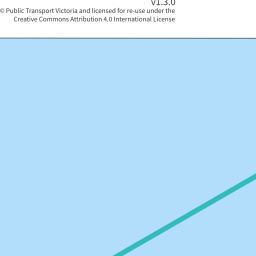 v1.3.0
© Public Transport Victoria and licensed for re-use under the
Creative Commons Attribution 4.0 International License